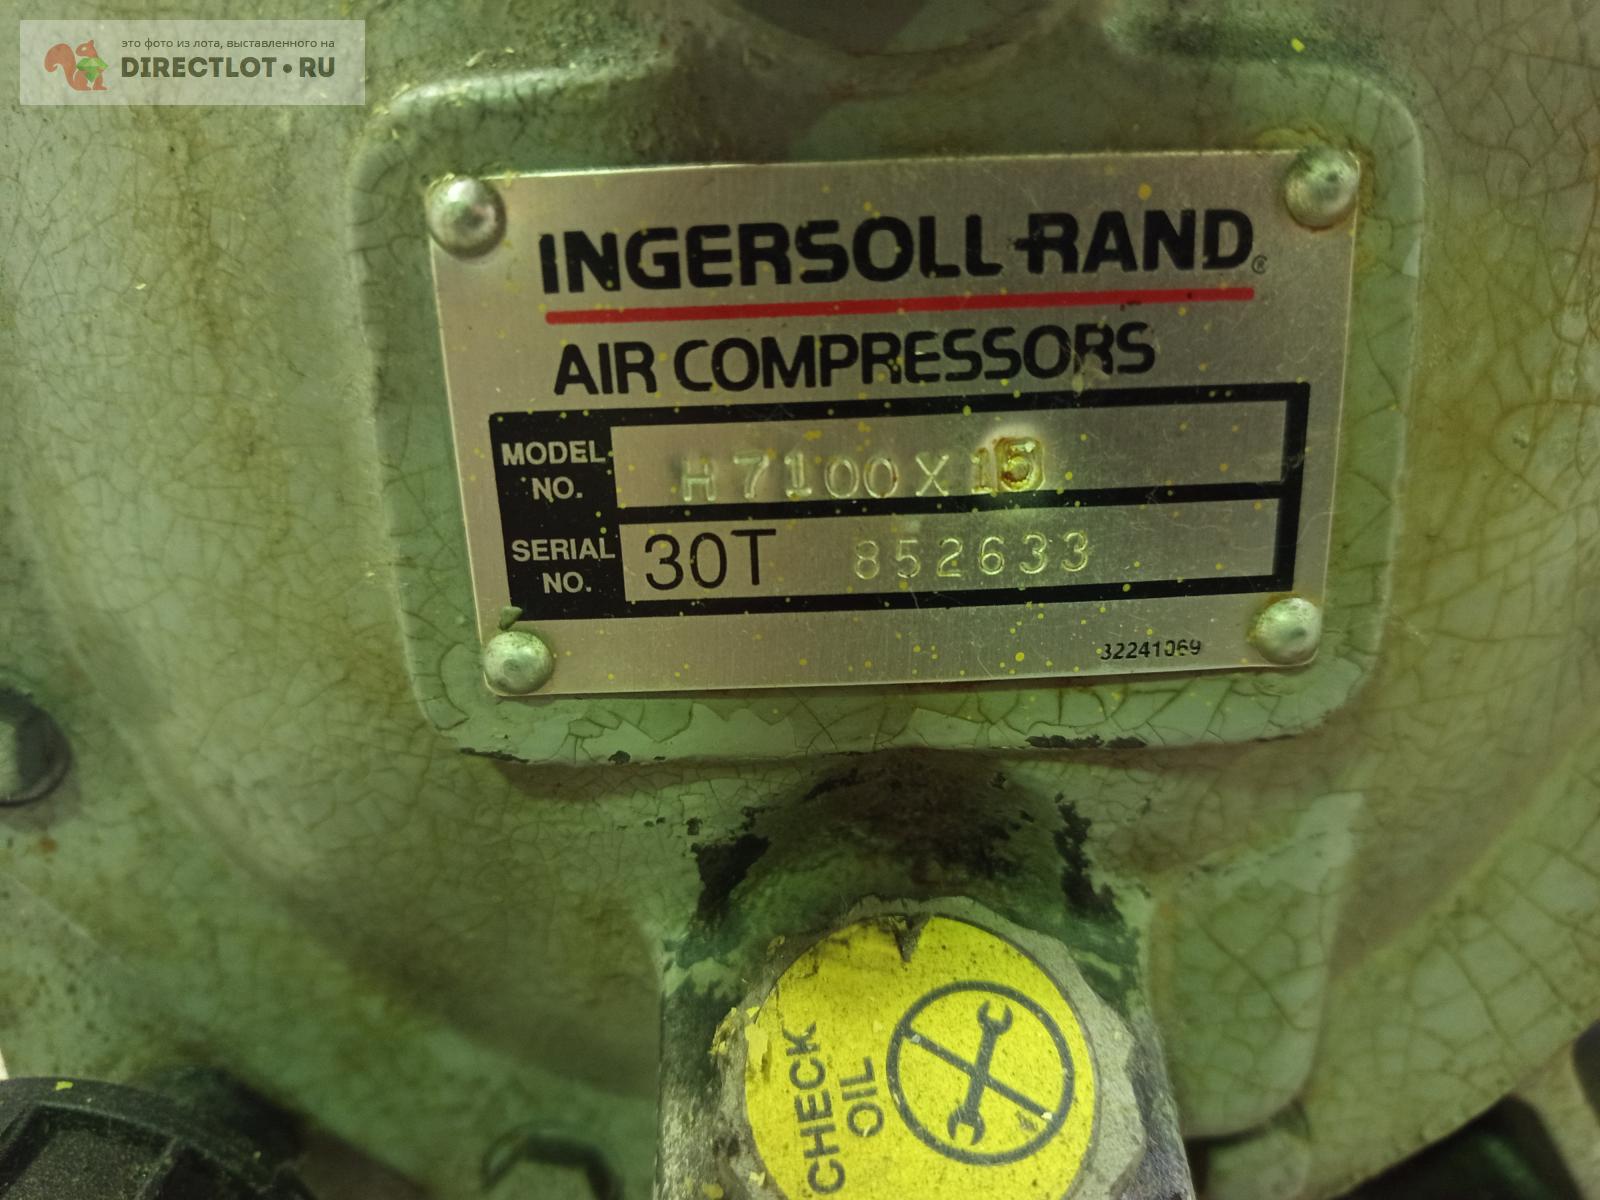 это фото из лота, выставленного на
DIRECTLOT•RU
INGERSOLL-RAND®
AIR COMPRESSORS
MODEL NO. H7100X15
SERIAL NO. 30T 852633
32241069
CHECK OIL